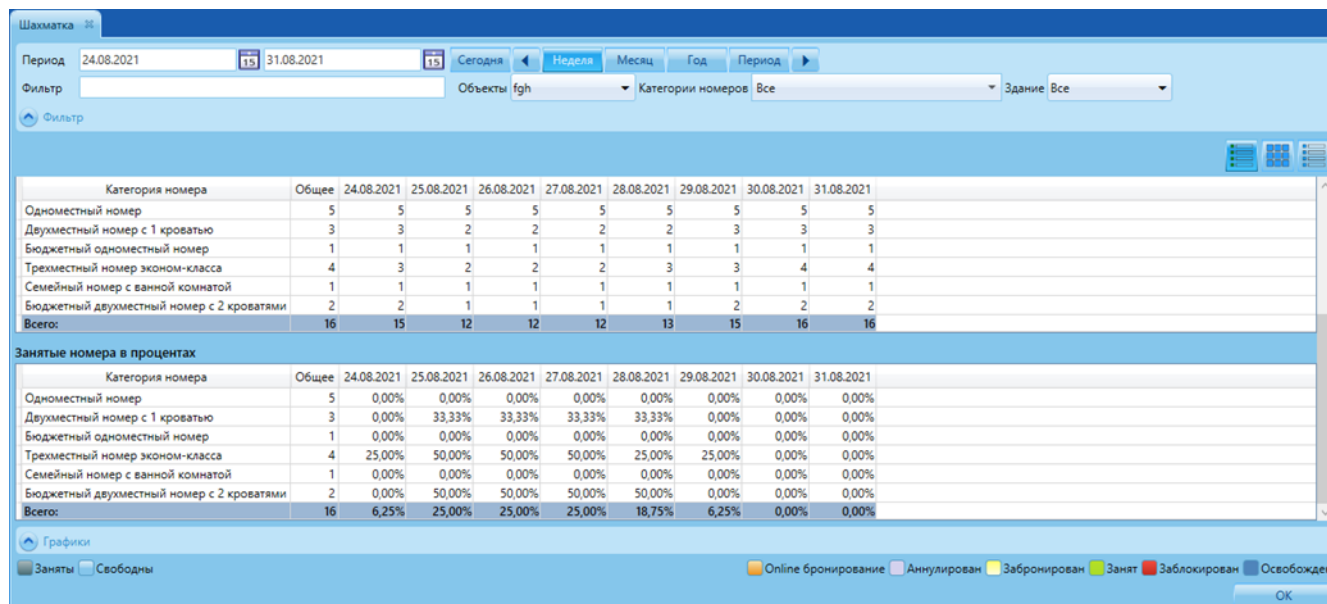 Шахматка
Период 24.08.2021 15 31.08.2021 15 Сегодня Неделя Месяц Год Период
Фильтр Объекты fgh Категории номеров Все Здание Все
Фильтр
Категория номера Общее 24.08.2021 25.08.2021 26.08.2021 27.08.2021 28.08.2021 29.08.2021 30.08.2021 31.08.2021
Одноместный номер 5 5 5 5 5 5 5 5 5
Двухместный номер с 1 кроватью 3 3 2 2 2 2 3 3 3
Бюджетный одноместный номер 1 1 1 1 1 1 1 1 1
Трехместный номер эконом-класса 4 3 2 2 2 3 3 4 4
Семейный номер с ванной комнатой 1 1 1 1 1 1 1 1 1
Бюджетный двухместный номер с 2 кроватями 2 2 1 1 1 1 2 2 2
Всего: 16 15 12 12 12 13 15 16 16
Занятые номера в процентах
Категория номера Общее 24.08.2021 25.08.2021 26.08.2021 27.08.2021 28.08.2021 29.08.2021 30.08.2021 31.08.2021
Одноместный номер 5 0,00% 0,00% 0,00% 0,00% 0,00% 0,00% 0,00% 0,00%
Двухместный номер с 1 кроватью 3 0,00% 33,33% 33,33% 33,33% 33,33% 0,00% 0,00% 0,00%
Бюджетный одноместный номер 1 0,00% 0,00% 0,00% 0,00% 0,00% 0,00% 0,00% 0,00%
Трехместный номер эконом-класса 4 25,00% 50,00% 50,00% 50,00% 25,00% 25,00% 0,00% 0,00%
Семейный номер с ванной комнатой 1 0,00% 0,00% 0,00% 0,00% 0,00% 0,00% 0,00% 0,00%
Бюджетный двухместный номер с 2 кроватями 2 0,00% 50,00% 50,00% 50,00% 50,00% 0,00% 0,00% 0,00%
Всего: 16 6,25% 25,00% 25,00% 25,00% 18,75% 6,25% 0,00% 0,00%
Графики
Заняты Свободны Online бронирование Аннулирован Забронирован Занят Заблокирован Освобожде
OK